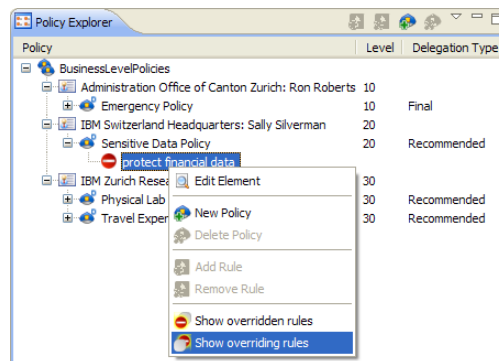 Policy Explorer
Policy Level Delegation Type
BusinessLevelPolicies
Administration Office of Canton Zurich: Ron Roberts 10
Emergency Policy 10 Final
IBM Switzerland Headquarters: Sally Silverman 20
Sensitive Data Policy 20 Recommended
protect financial data
IBM Zurich Resea 30
Physical Lab 30 Recommended
Travel Exper 30 Recommended
Edit Element
New Policy
Delete Policy
Add Rule
Remove Rule
Show overridden rules
Show overriding rules